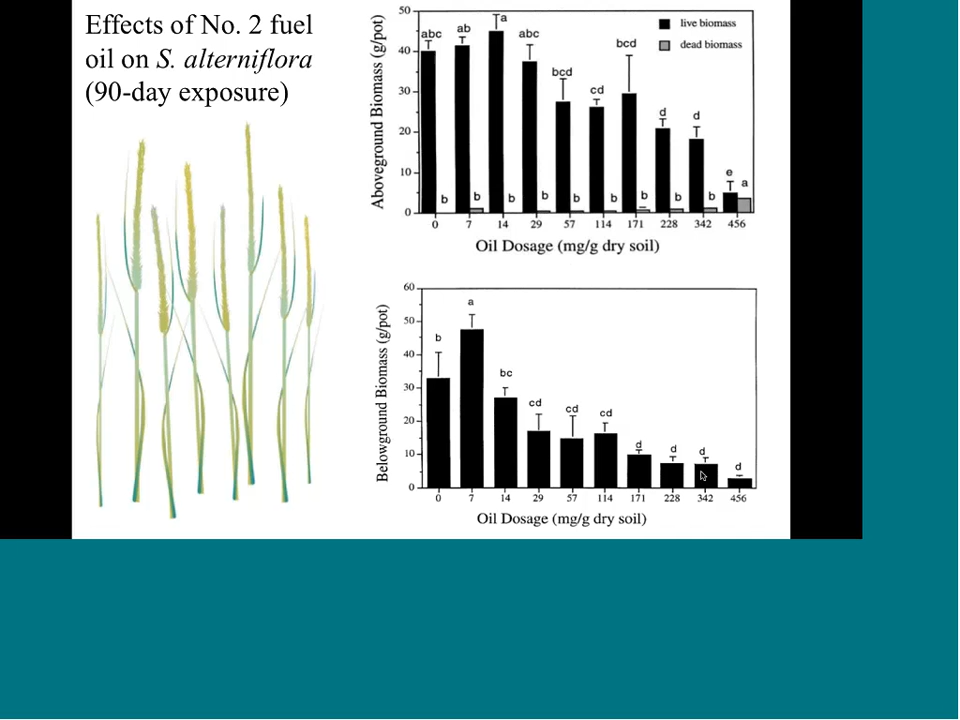 Effects of No. 2 fuel
oil on S. alterniflora
(90-day exposure)
Aboveground Biomass (g/pot)
50
40
30
20
10
0
live biomass
dead biomass
abc ab a abc bcd cd bcd d d e
b b b b b b b b b a
0 7 14 29 57 114 171 228 342 456
Oil Dosage (mg/g dry soil)
Belowground Biomass (g/pot)
60
50
40
30
20
10
0
b a bc cd cd cd d d d d
0 7 14 29 57 114 171 228 342 456
Oil Dosage (mg/g dry soil)